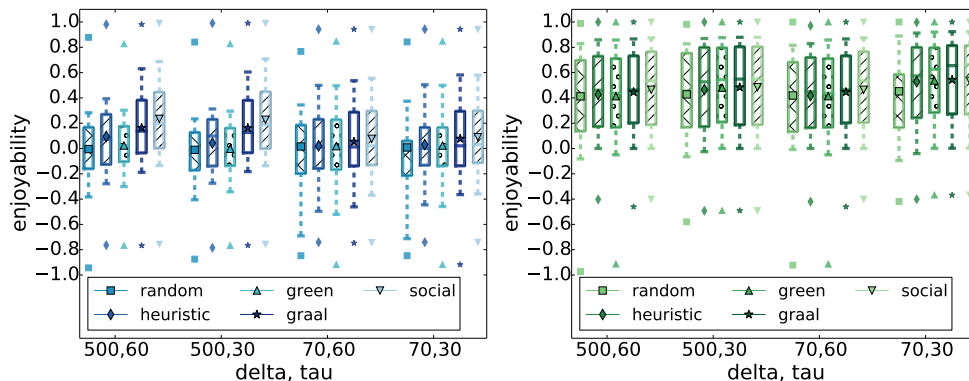 enjoyability
1.0
0.8
0.6
0.4
0.2
0.0
−0.2
−0.4
−0.6
−0.8
−1.0
random green social
heuristic graal
500,60 500,30 70,60 70,30
delta, tau
enjoyability
1.0
0.8
0.6
0.4
0.2
0.0
−0.2
−0.4
−0.6
−0.8
−1.0
random green social
heuristic graal
500,60 500,30 70,60 70,30
delta, tau